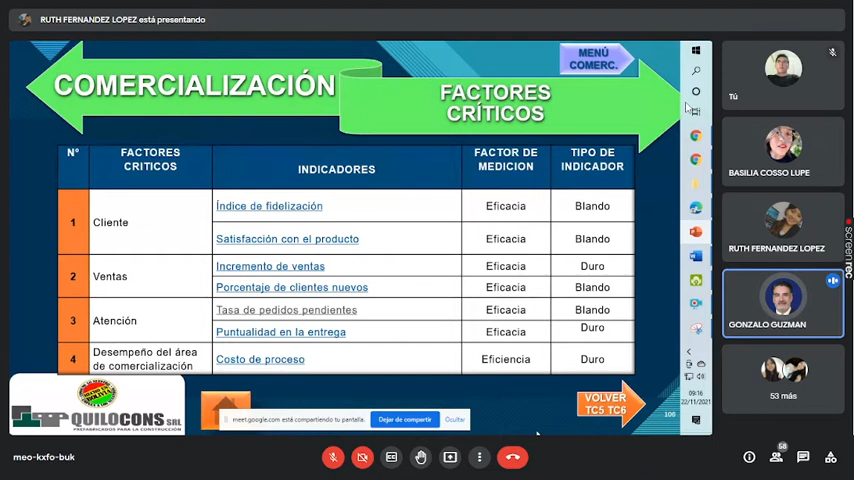 RUTH FERNANDEZ LOPEZ está presentando
COMERCIALIZACIÓN
FACTORES
CRÍTICOS
MENÚ
COMERC.
N°
FACTORES
CRITICOS
INDICADORES
FACTOR DE
MEDICION
TIPO DE
INDICADOR
1
Cliente
Índice de fidelización
Eficacia
Blando
Satisfacción con el producto
Eficacia
Blando
2
Ventas
Incremento de ventas
Eficacia
Duro
Porcentaje de clientes nuevos
Eficacia
Blando
3
Atención
Tasa de pedidos pendientes
Eficacia
Blando
Puntualidad en la entrega
Eficacia
Duro
4
Desempeño del área
de comercialización
Costo de proceso
Eficiencia
Duro
QUILOCONS SRL
PREFABRICADOS PARA LA CONSTRUCCIÓN
meet.google.com está compartiendo tu pantalla.
Dejar de compartir
Ocultar
VOLVER
TC5 TC6
106
09:16
22/11/2021
Tú
BASILIA COSSO LUPE
RUTH FERNANDEZ LOPEZ
GONZALO GUZMAN
53 más
screenrec
meo-kxfo-buk
58